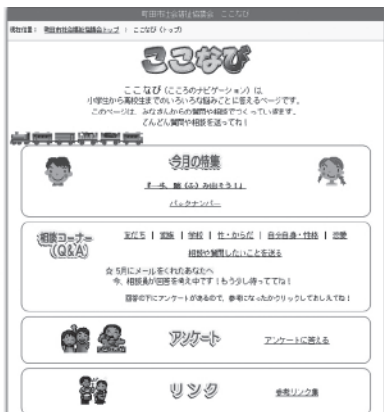 町田市社会福祉協議会 ここなび
現在位置： 町田市社会福祉協議会トップ ： ここなび（トップ）
ここなび
ここなび（こころのナビゲーション）は、
小学生から高校生までのいろいろな悩みごとに答えるページです。
このページは、みなさんからの質問や相談でつくっていきます。
どんどん質問や相談を送ってね！
今月の特集
『一歩、踏（ふ）み出そう！』
バックナンバー
相談コーナー
（Q&A）
友だち | 家族 | 学校 | 性・からだ | 自分自身・性格 | 恋愛
相談や質問したいことを送る
☆ 5月にメールをくれたあなたへ
今、相談員が回答を考え中です！もう少し待っててね！
回答の下にアンケートがあるので、参考になったかクリックしておしえてね！
アンケート
アンケートに答える
リンク
参考リンク集